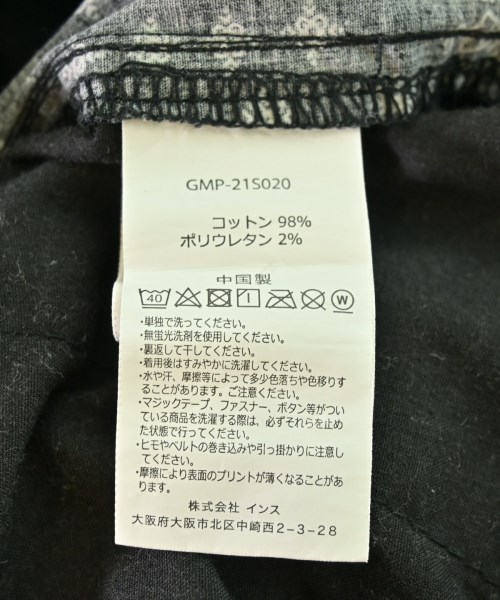 GMP-21S020
コットン 98%
ポリウレタン 2%
中国製
40 W
・単独で洗ってください。
・無蛍光洗剤を使用してください。
・裏返して干してください。
・着用後はすみやかに洗濯してください。
・水や汗、摩擦等によって多少色落ちや色移りす
ることがあります。ご注意ください。
・マジックテープ、ファスナー、ボタン等がつい
ている商品を洗濯する際は、必ずそれらを止め
た状態で行ってください。
・ヒモやベルトの巻き込みや引っ掛かりに注意し
てください。
・摩擦により表面のプリントが薄くなることがあ
ります。
株式会社 インス
大阪府大阪市北区中崎西2-3-28